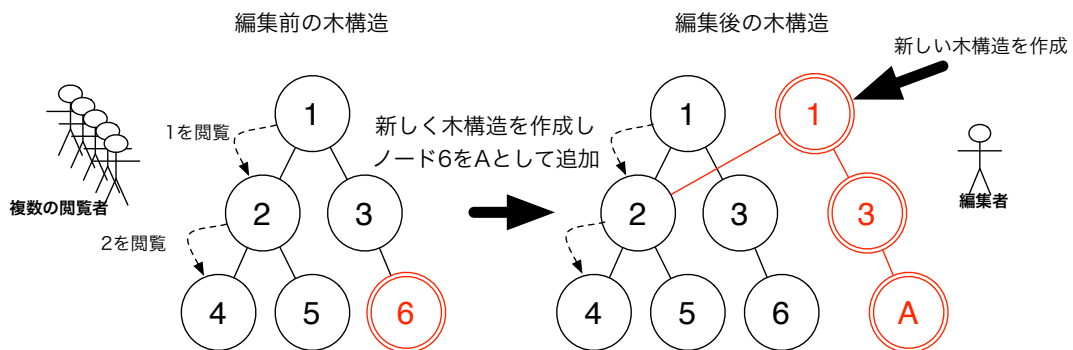 編集前の木構造
編集後の木構造
新しい木構造を作成
1
1
1
1を閲覧
新しく木構造を作成し
ノード6をAとして追加
複数の閲覧者
2
3
2
3
3
編集者
2を閲覧
4
5
6
4
5
6
A